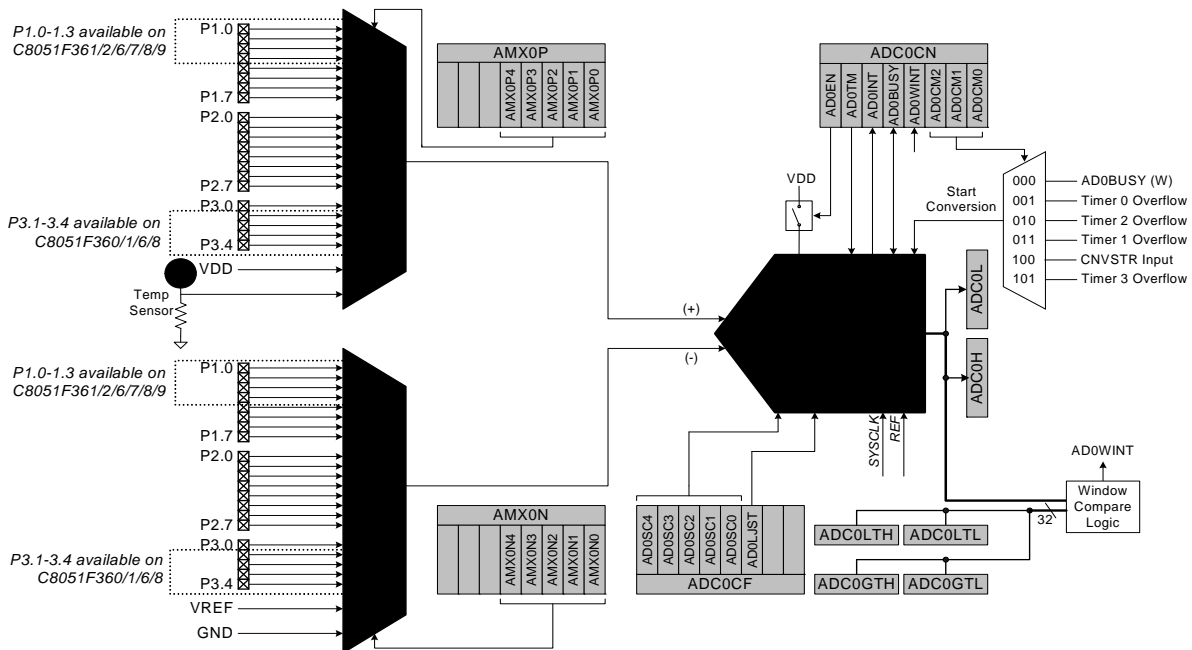 P1.0-1.3 available on
C8051F361/2/6/7/8/9
P1.0
P1.7
P2.0
P2.7
P3.0
P3.1-3.4 available on
C8051F360/1/6/8
P3.4
VDD
Temp
Sensor
AMX0P
AMX0P4
AMX0P3
AMX0P2
AMX0P1
AMX0P0
ADC0CN
AD0EN
AD0TM
AD0INT
AD0BUSY
AD0WINT
AD0CM2
AD0CM1
AD0CM0
VDD
Start
Conversion
000 AD0BUSY (W)
001 Timer 0 Overflow
010 Timer 2 Overflow
011 Timer 1 Overflow
100 CNVSTR Input
101 Timer 3 Overflow
(+)
(-)
ADC0L
ADC0H
SYSCLK
REF
P1.0-1.3 available on
C8051F361/2/6/7/8/9
P1.0
P1.7
P2.0
P2.7
P3.0
P3.1-3.4 available on
C8051F360/1/6/8
P3.4
VREF
GND
AMX0N
AMX0N4
AMX0N3
AMX0N2
AMX0N1
AMX0N0
AD0SC4
AD0SC3
AD0SC2
AD0SC1
AD0SC0
AD0LJST
ADC0CF
AD0WINT
Window
Compare
Logic
32
ADC0LTH
ADC0LTL
ADC0GTH
ADC0GTL